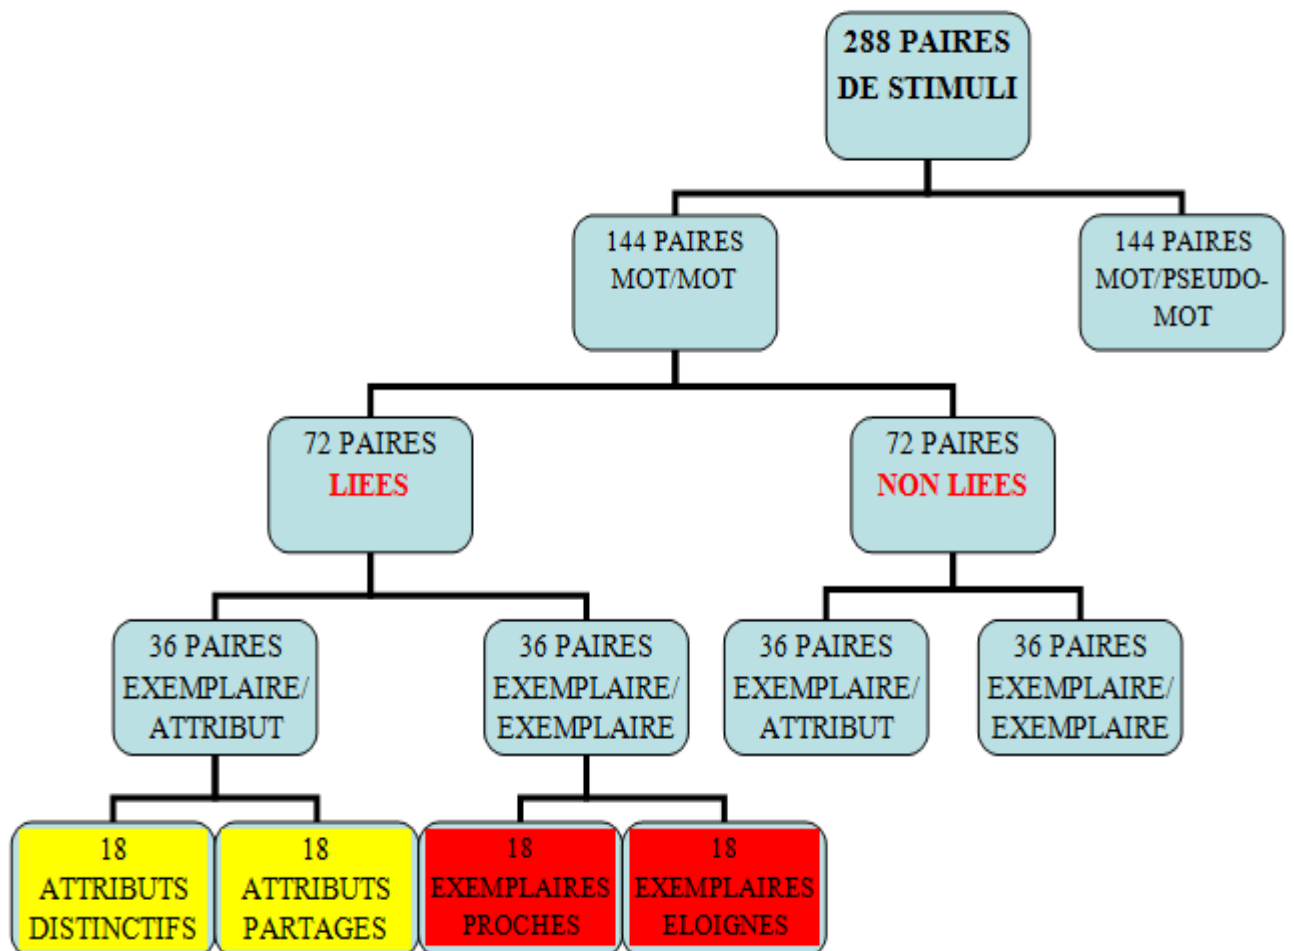 288 PAIRES
DE STIMULI
144 PAIRES
MOT/MOT
144 PAIRES
MOT/PSEUDO-
MOT
72 PAIRES
LIEES
72 PAIRES
NON LIEES
36 PAIRES
EXEMPLAIRE/
ATTRIBUT
36 PAIRES
EXEMPLAIRE/
EXEMPLAIRE
36 PAIRES
EXEMPLAIRE/
ATTRIBUT
36 PAIRES
EXEMPLAIRE/
EXEMPLAIRE
18
ATTRIBUTS
DISTINCTIFS
18
ATTRIBUTS
PARTAGES
18
EXEMPLAIRES
PROCHES
18
EXEMPLAIRES
ELOIGNES